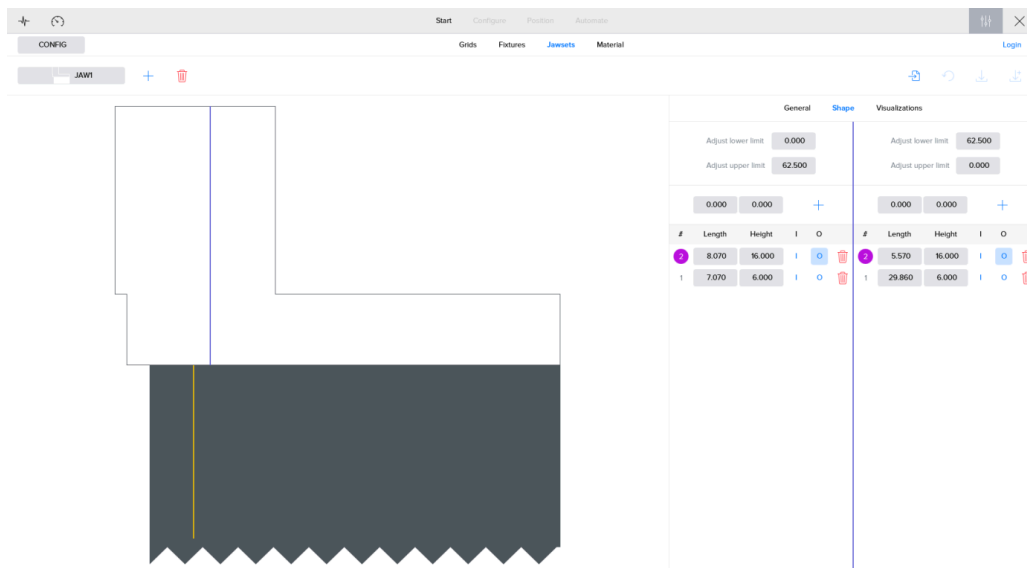 Start Configure Position Automate
CONFIG Grids Fixtures Jawsets Material Login
JAW1
General Shape Visualizations
Adjust lower limit 0.000 Adjust lower limit 62.500
Adjust upper limit 62.500 Adjust upper limit 0.000
0.000 0.000 0.000 0.000
# Length Height I O # Length Height I O
2 8.070 16.000 I O 2 5.570 16.000 I O
1 7.070 6.000 I O 1 29.860 6.000 I O